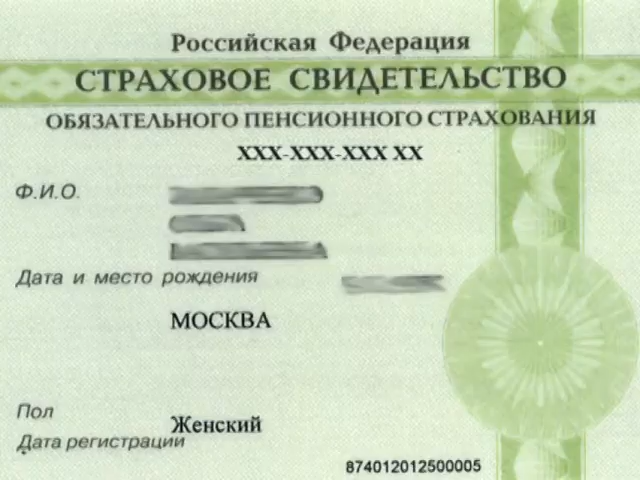 Российская Федерация
СТРАХОВОЕ СВИДЕТЕЛЬСТВО
ОБЯЗАТЕЛЬНОГО ПЕНСИОННОГО СТРАХОВАНИЯ
XXX-XXX-XXX XX
Ф.И.О.
Дата и место рождения
МОСКВА
Пол
Женский
Дата регистрации
874012012500005